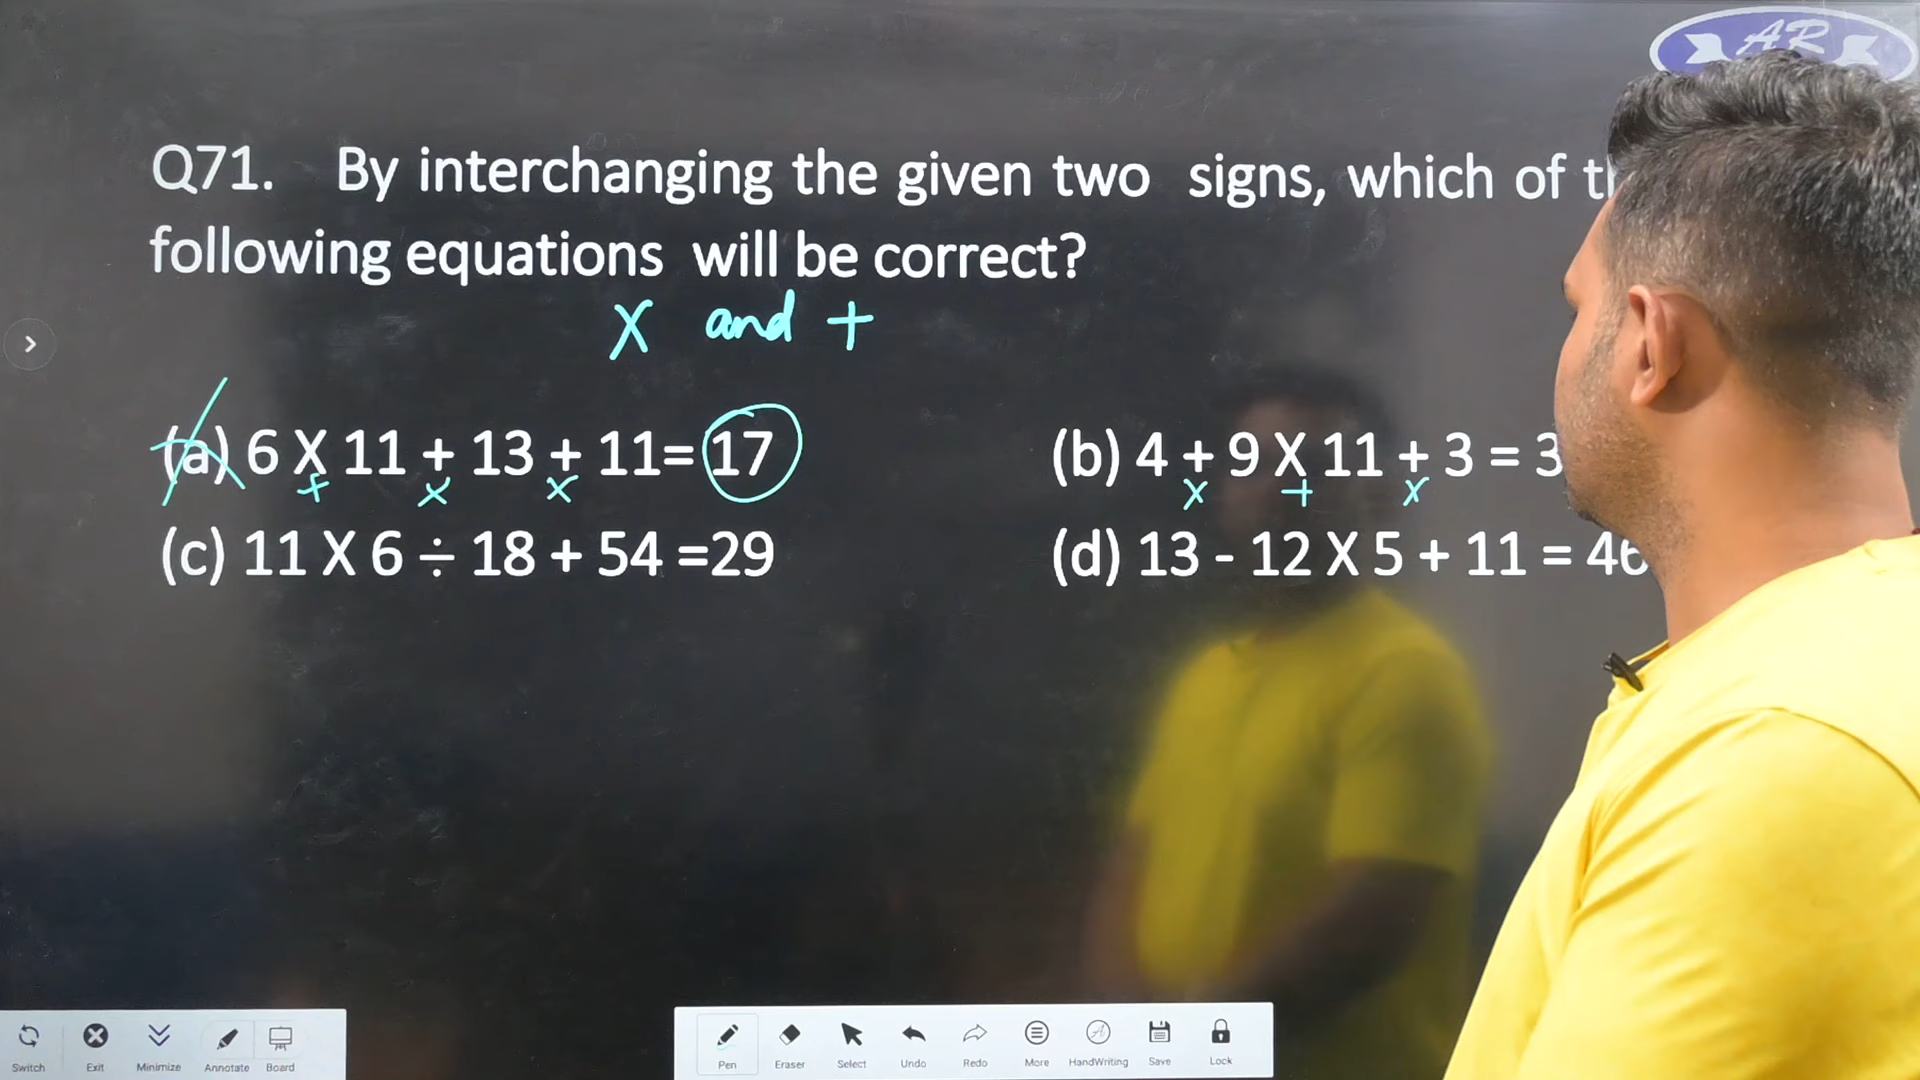 AR
Q71. By interchanging the given two signs, which of
following equations will be correct?
X and +
(a) 6 X 11 + 13 + 11= 17
+ x x
(b) 4 + 9 X 11 + 3 = 3
x + x
(c) 11 X 6 ÷ 18 + 54 =29
(d) 13 - 12 X 5 + 11 = 46
Switch Exit Minimize Annotate Board
Pen Eraser Select Undo Redo More HandWriting Save Lock